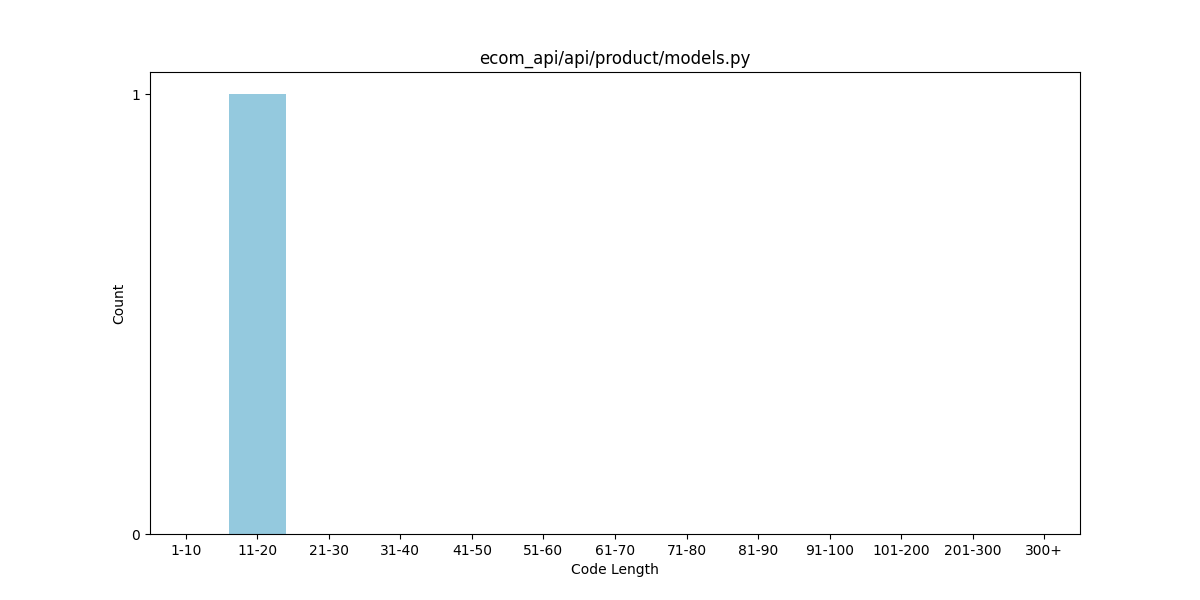 ecom_api/api/product/models.py
1
Count
0
1-10 11-20 21-30 31-40 41-50 51-60 61-70 71-80 81-90 91-100 101-200 201-300 300+
Code Length